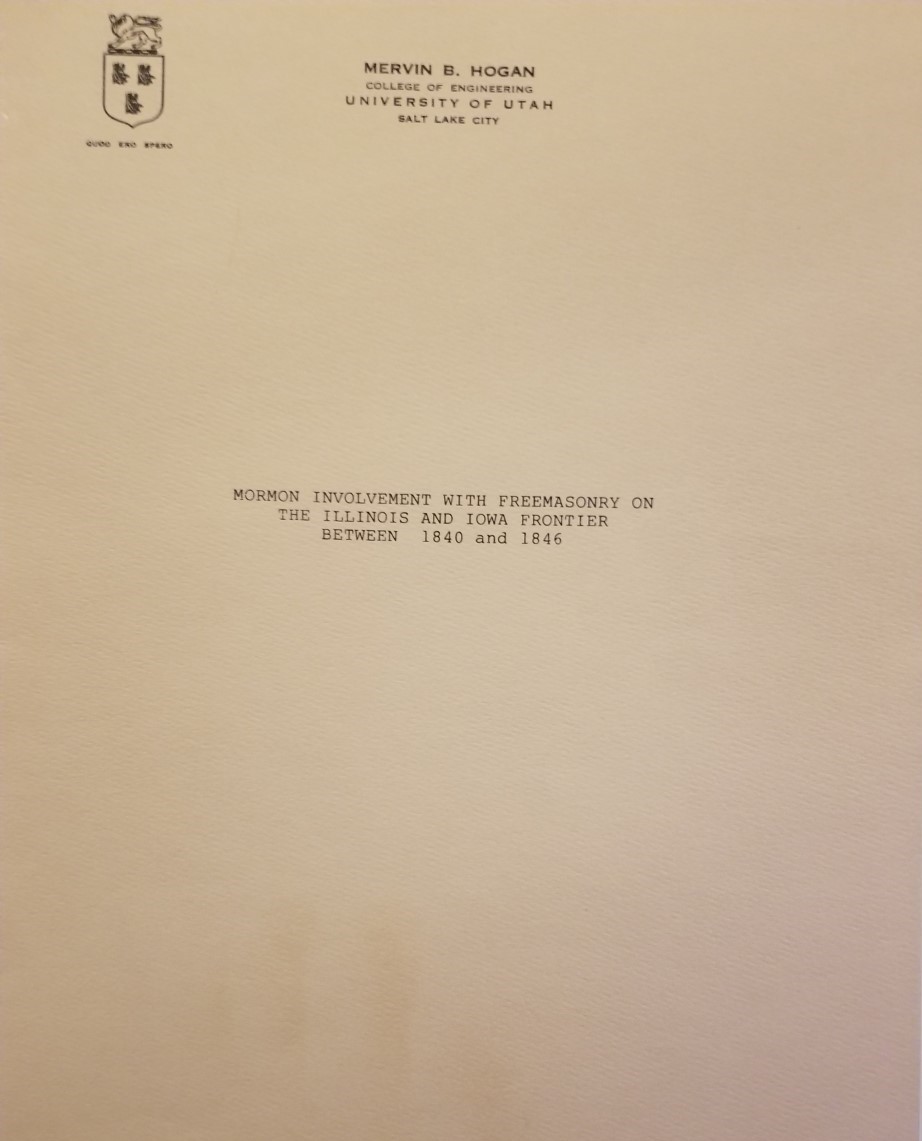 MERVIN B. HOGAN
COLLEGE OF ENGINEERING
UNIVERSITY OF UTAH
SALT LAKE CITY
QUOD ERO SPERO
MORMON INVOLVEMENT WITH FREEMASONRY ON
THE ILLINOIS AND IOWA FRONTIER
BETWEEN 1840 and 1846